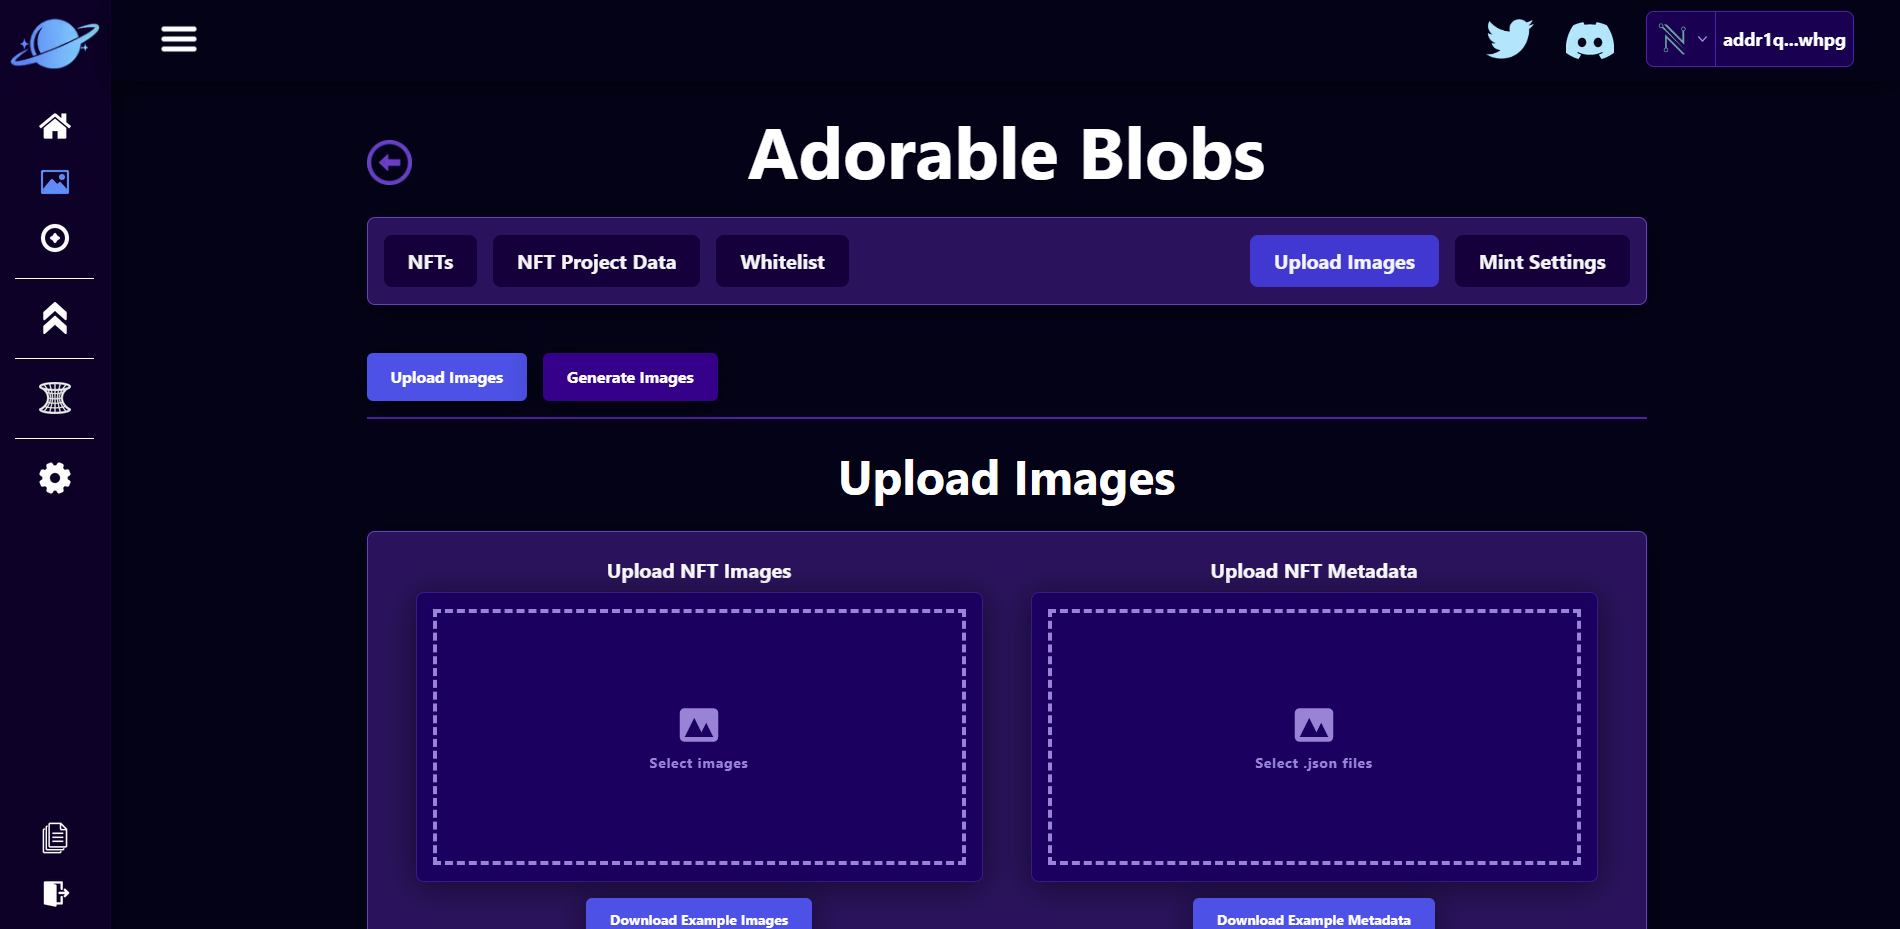 addr1q...whpg
Adorable Blobs
NFTs
NFT Project Data
Whitelist
Upload Images
Mint Settings
Upload Images
Generate Images
Upload Images
Upload NFT Images
Upload NFT Metadata
Select images
Select .json files
Download Example Images
Download Example Metadata